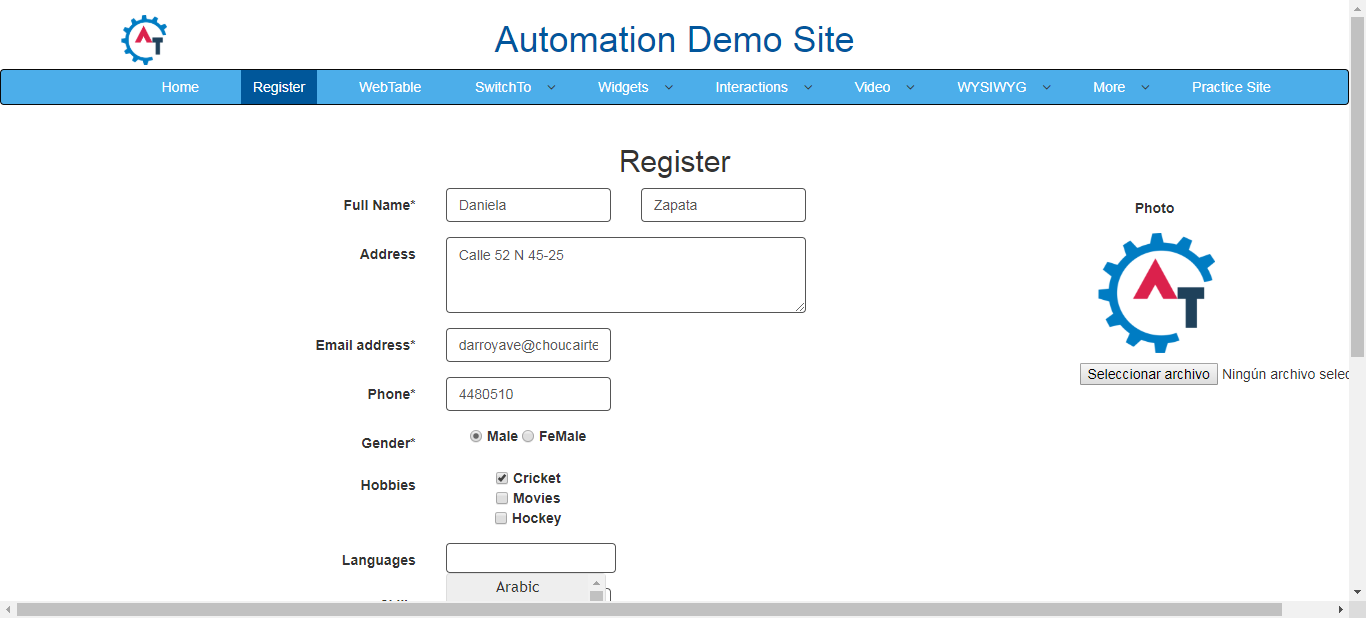 AT
Automation Demo Site
Home Register WebTable SwitchTo Widgets Interactions Video WYSIWYG More Practice Site
Register
Full Name* Daniela Zapata
Photo
Address Calle 52 N 45-25
AT
Email address* darroyave@choucairte
Seleccionar archivo Ningún archivo selec
Phone* 4480510
Gender* Male FeMale
Hobbies Cricket
Movies
Hockey
Languages
Arabic